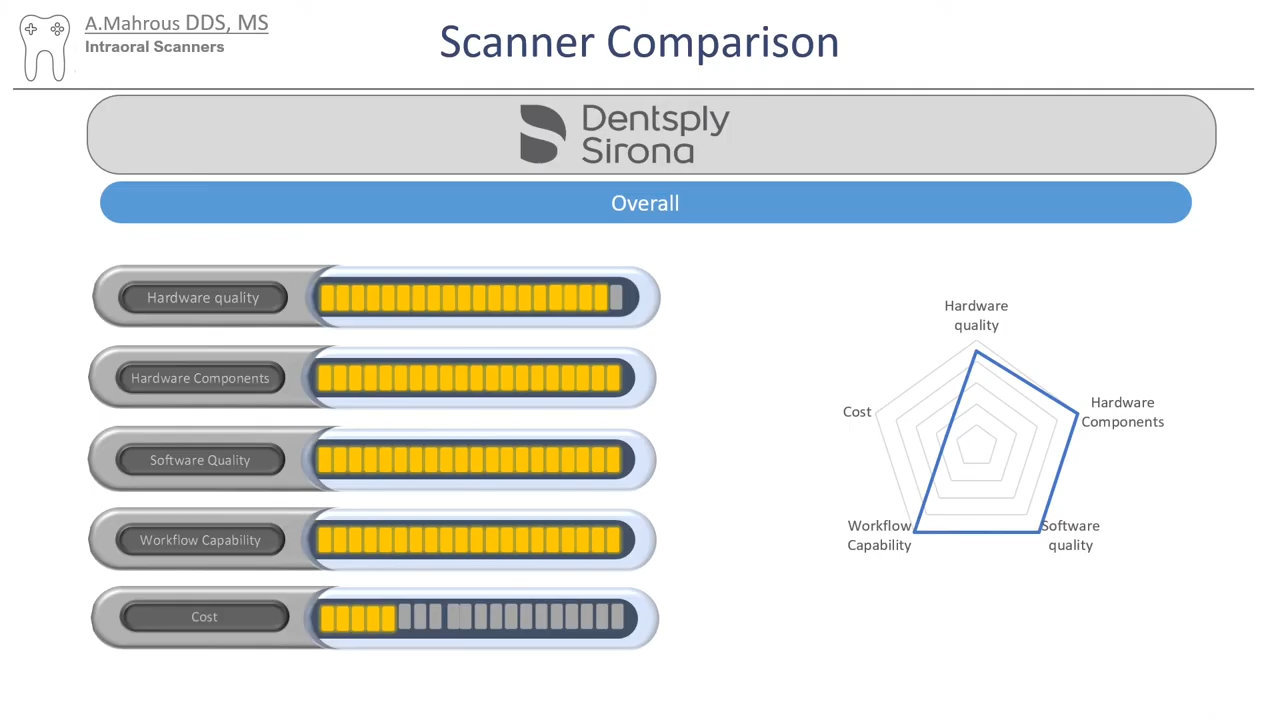 A.Mahrous DDS, MS
Intraoral Scanners
Scanner Comparison
Dentsply
Sirona
Overall
Hardware quality
Hardware Components
Software Quality
Workflow Capability
Cost
Hardware
quality
Hardware
Components
Software
quality
Workflow
Capability
Cost